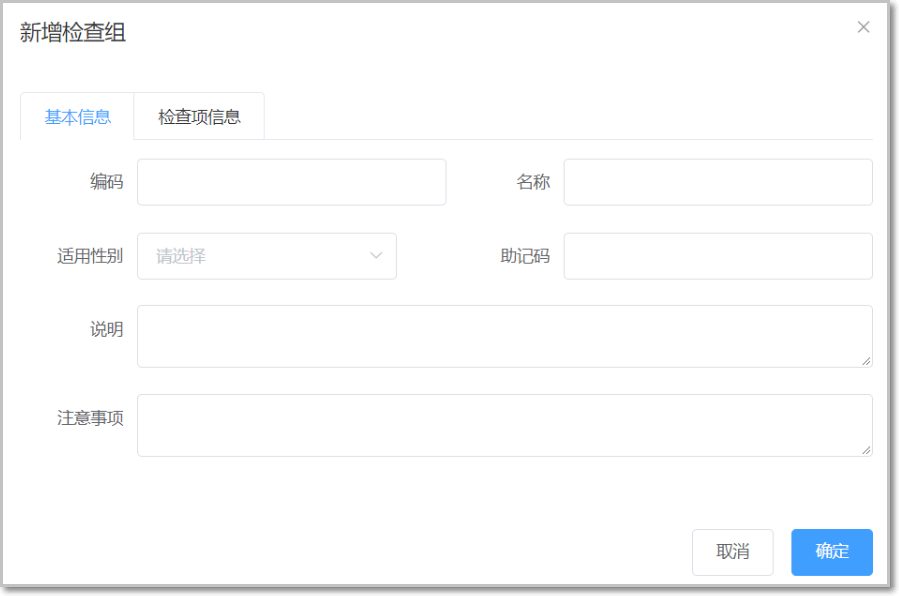 新增检查组
基本信息 检查项信息
编码 名称
适用性别 请选择 助记码
说明
注意事项
取消 确定